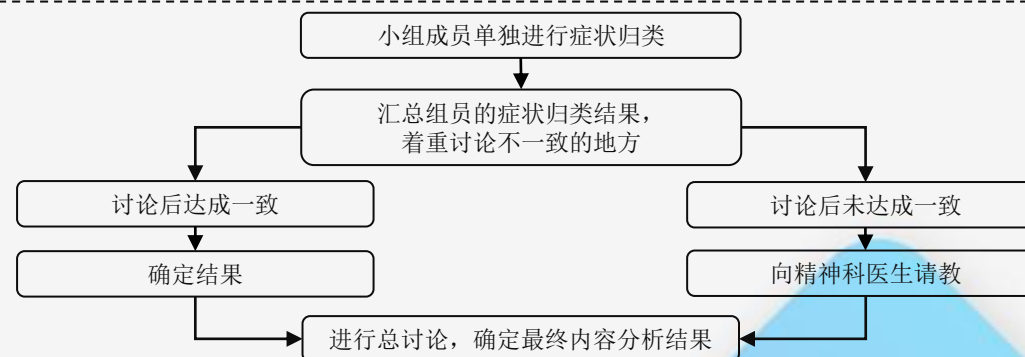 小组成员单独进行症状归类
汇总组员的症状归类结果，
着重讨论不一致的地方
讨论后达成一致
讨论后未达成一致
确定结果
向精神科医生请教
进行总讨论，确定最终内容分析结果